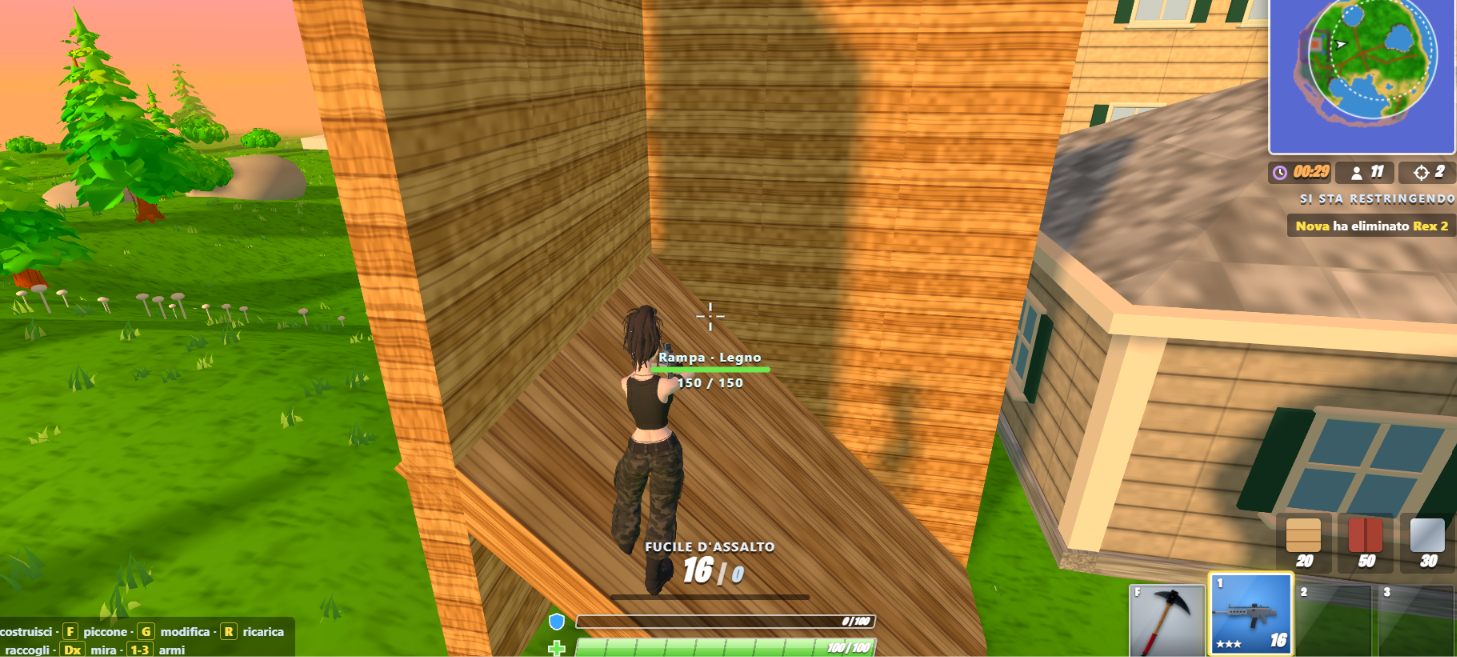 00:29 11 2
SI STA RESTRINGENDO
Nova ha eliminato Rex 2
Rampa · Legno
150 / 150
FUCILE D'ASSALTO
16 / 0
20 50 30
F 1 2 3
16
0/100
100/100
costruisci · F piccone · G modifica · R ricarica
raccogli · Dx mira · 1-3 armi